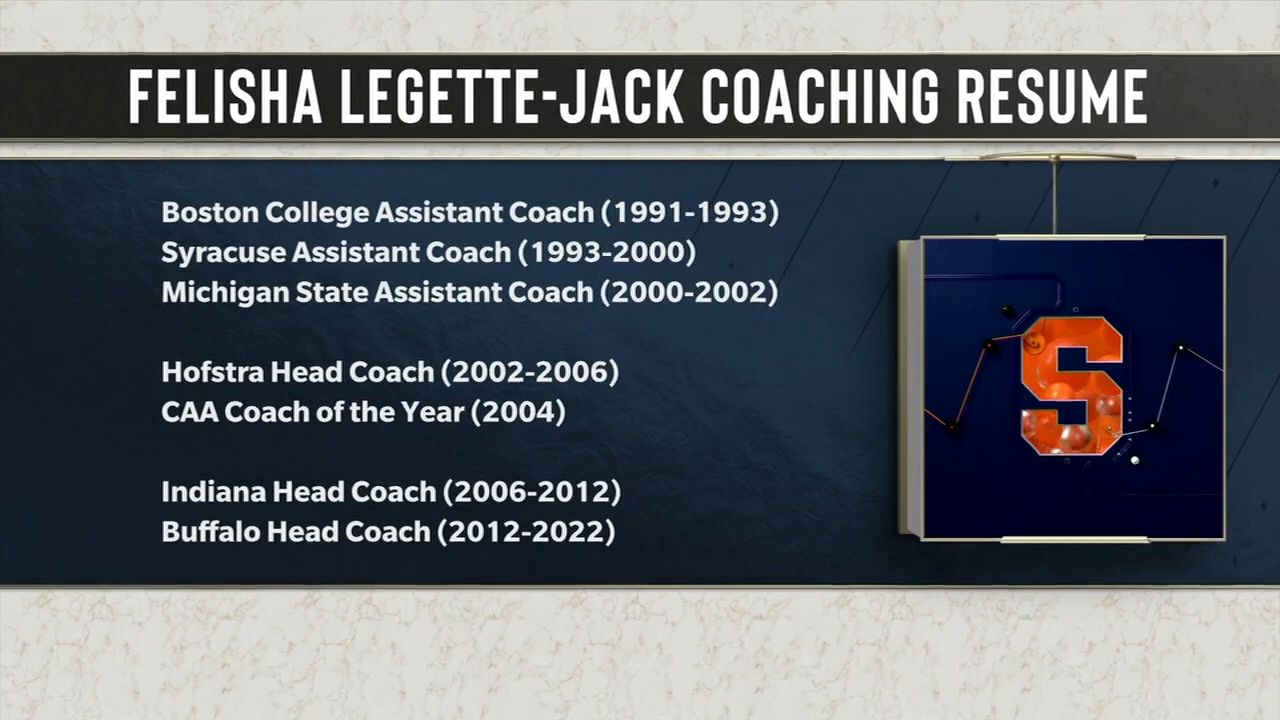 FELISHA LEGETTE-JACK COACHING RESUME
Boston College Assistant Coach (1991-1993)
Syracuse Assistant Coach (1993-2000)
Michigan State Assistant Coach (2000-2002)
Hofstra Head Coach (2002-2006)
CAA Coach of the Year (2004)
Indiana Head Coach (2006-2012)
Buffalo Head Coach (2012-2022)
S